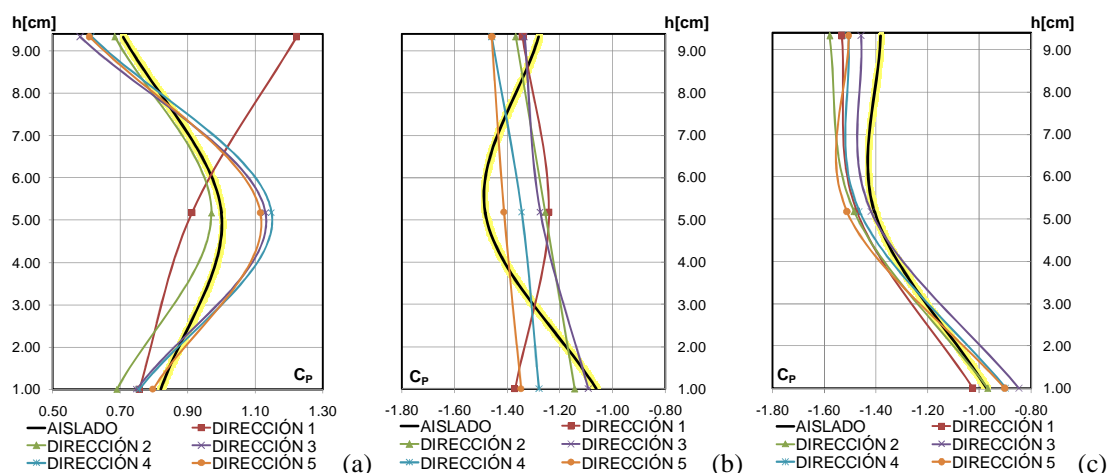 h[cm]
9.00
8.00
7.00
6.00
5.00
4.00
3.00
2.00
1.00
C_P
0.50 0.70 0.90 1.10 1.30
AISLADO DIRECCIÓN 1
DIRECCIÓN 2 DIRECCIÓN 3
DIRECCIÓN 4 DIRECCIÓN 5
(a)
h[cm]
9.00
8.00
7.00
6.00
5.00
4.00
3.00
2.00
1.00
C_P
-1.80 -1.60 -1.40 -1.20 -1.00 -0.80
AISLADO DIRECCIÓN 1
DIRECCIÓN 2 DIRECCIÓN 3
DIRECCIÓN 4 DIRECCIÓN 5
(b)
h[cm]
9.00
8.00
7.00
6.00
5.00
4.00
3.00
2.00
1.00
C_P
-1.80 -1.60 -1.40 -1.20 -1.00 -0.80
AISLADO DIRECCIÓN 1
DIRECCIÓN 2 DIRECCIÓN 3
DIRECCIÓN 4 DIRECCIÓN 5
(c)